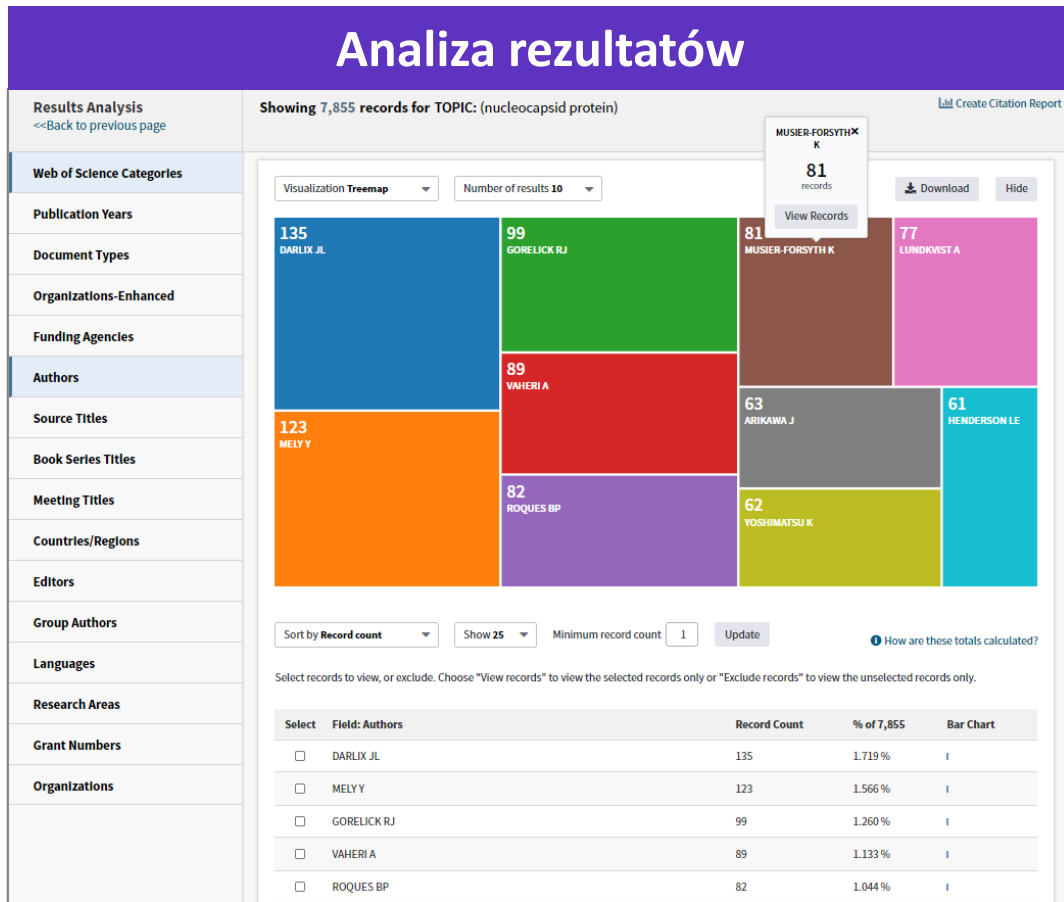 Analiza rezultatów
Results Analysis
<<Back to previous page
Showing 7,855 records for TOPIC: (nucleocapsid protein)
Create Citation Report
Web of Science Categories
Publication Years
Document Types
Organizations-Enhanced
Funding Agencies
Authors
Source Titles
Book Series Titles
Meeting Titles
Countries/Regions
Editors
Group Authors
Languages
Research Areas
Grant Numbers
Organizations
Visualization Treemap
Number of results 10
MUSIER-FORSYTH
K
81
records
View Records
Download
Hide
135
DARLIX JL
99
GORELICK RJ
81
MUSIER-FORSYTH K
77
LUNDKVIST A
89
VAHERI A
63
ARIKAWA J
61
HENDERSON LE
123
MELY Y
82
ROQUES BP
62
YOSHIMATSU K
Sort by Record count
Show 25
Minimum record count 1
Update
How are these totals calculated?
Select records to view, or exclude. Choose "View records" to view the selected records only or "Exclude records" to view the unselected records only.
Select Field: Authors Record Count % of 7,855 Bar Chart
DARLIX JL 135 1.719 %
MELY Y 123 1.566 %
GORELICK RJ 99 1.260 %
VAHERI A 89 1.133 %
ROQUES BP 82 1.044 %